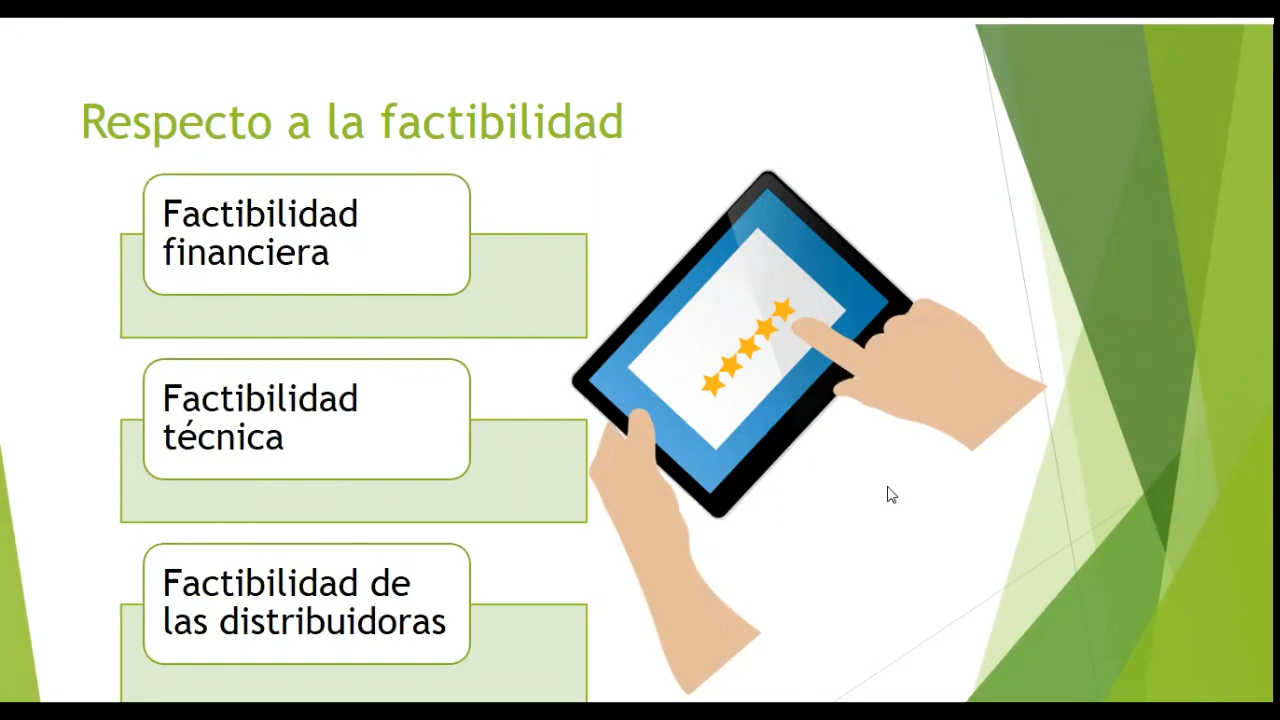 Respecto a la factibilidad
Factibilidad
financiera
Factibilidad
técnica
Factibilidad de
las distribuidoras